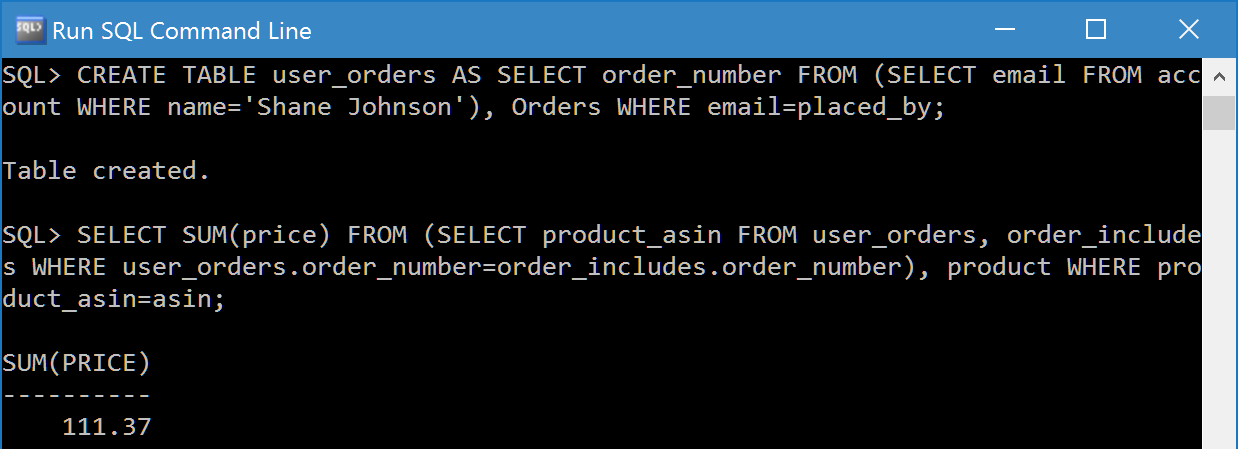 SQL> Run SQL Command Line
SQL> CREATE TABLE user_orders AS SELECT order_number FROM (SELECT email FROM acc
ount WHERE name='Shane Johnson'), Orders WHERE email=placed_by;
Table created.
SQL> SELECT SUM(price) FROM (SELECT product_asin FROM user_orders, order_include
s WHERE user_orders.order_number=order_includes.order_number), product WHERE pro
duct_asin=asin;
SUM(PRICE)
----------
111.37